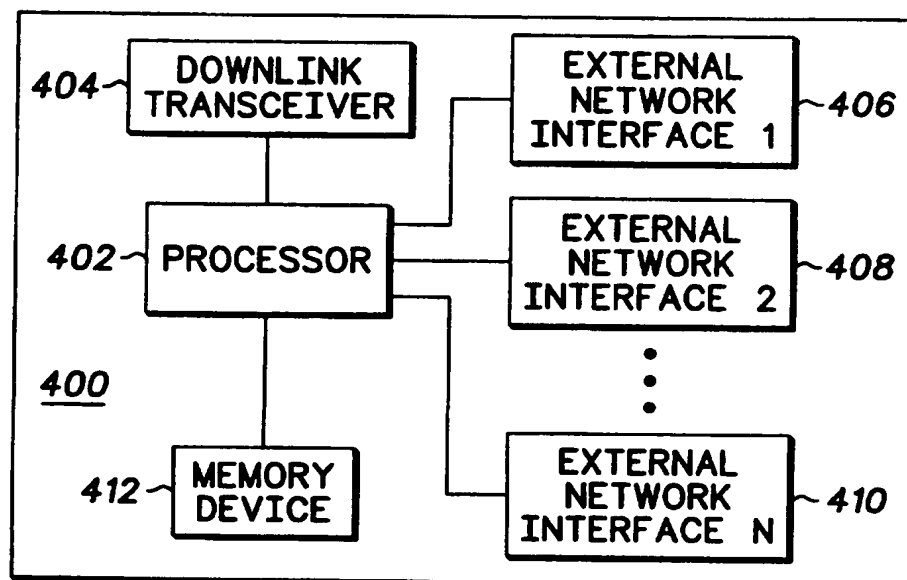 404
DOWNLINK
TRANSCEIVER
EXTERNAL
NETWORK
INTERFACE 1
406
402
PROCESSOR
EXTERNAL
NETWORK
INTERFACE 2
408
400
412
MEMORY
DEVICE
EXTERNAL
NETWORK
INTERFACE N
410